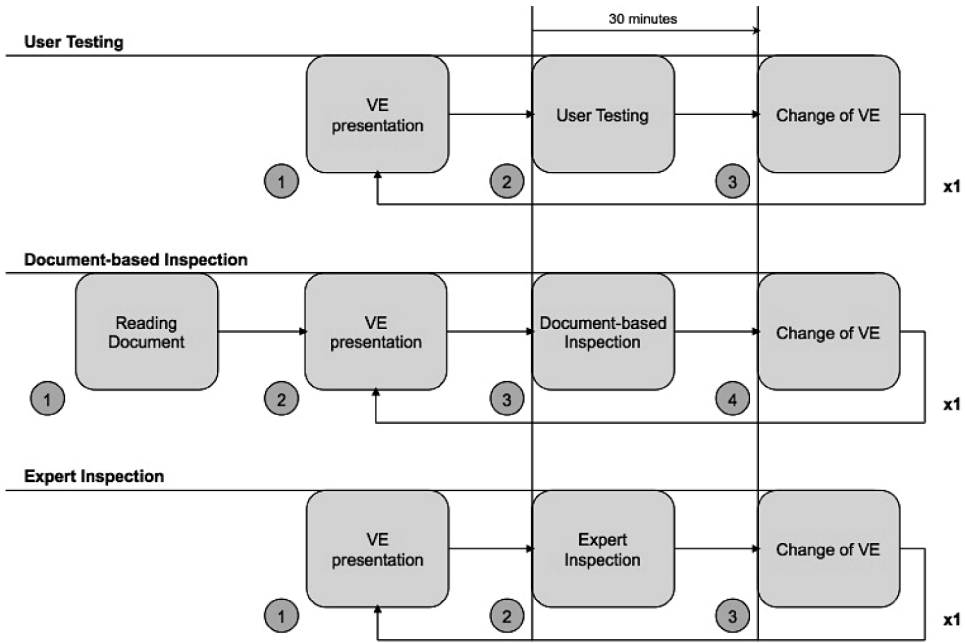 30 minutes
User Testing
VE
presentation
User Testing
Change of VE
1
2
3
x1
Document-based Inspection
Reading
Document
VE
presentation
Document-based
Inspection
Change of VE
1
2
3
4
x1
Expert Inspection
VE
presentation
Expert
Inspection
Change of VE
1
2
3
x1